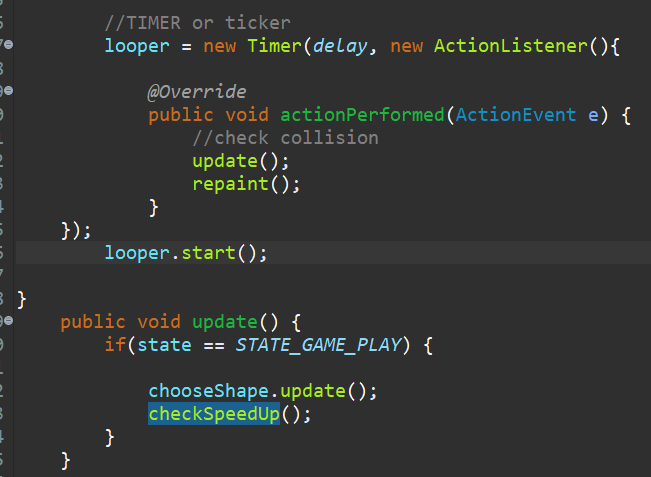 //TIMER or ticker
looper = new Timer(delay, new ActionListener(){
@Override
public void actionPerformed(ActionEvent e) {
//check collision
update();
repaint();
}
});
looper.start();
}
public void update() {
if(state == STATE_GAME_PLAY) {
chooseShape.update();
checkSpeedUp();
}
}